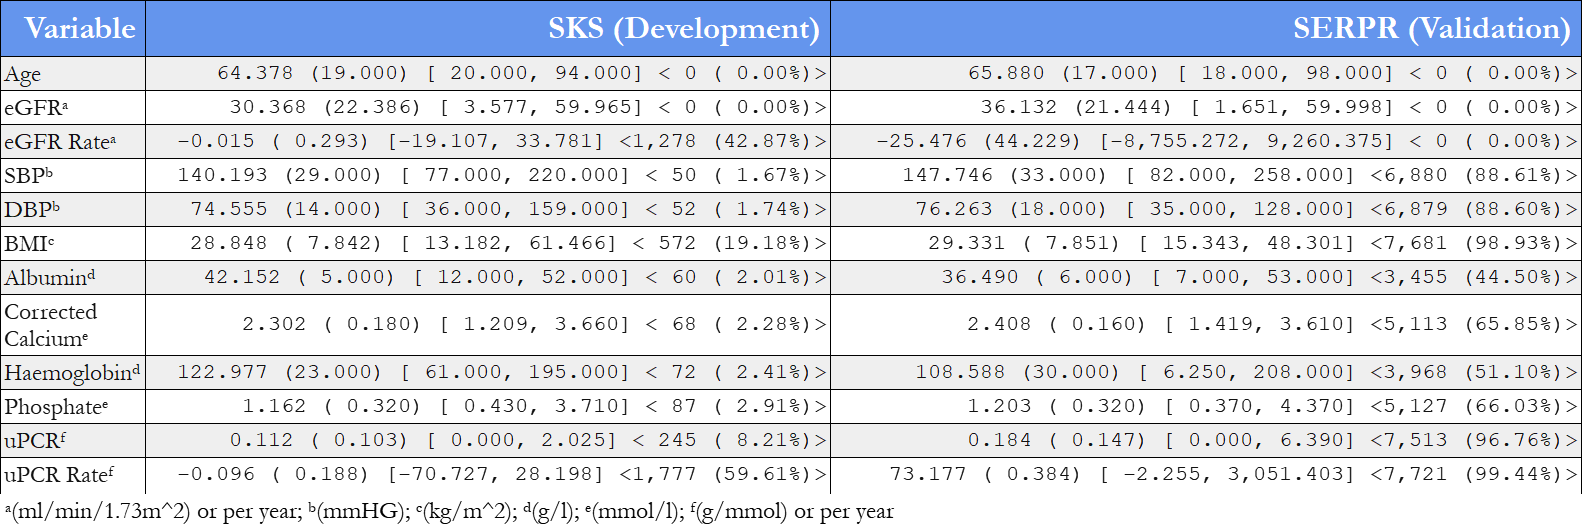 Variable SKS (Development) SERPR (Validation)
Age 64.378 (19.000) [ 20.000, 94.000] < 0 ( 0.00%)> 65.880 (17.000) [ 18.000, 98.000] < 0 ( 0.00%)>
eGFRᵃ 30.368 (22.386) [ 3.577, 59.965] < 0 ( 0.00%)> 36.132 (21.444) [ 1.651, 59.998] < 0 ( 0.00%)>
eGFR Rateᵃ -0.015 ( 0.293) [-19.107, 33.781] <1,278 (42.87%)> -25.476 (44.229) [-8,755.272, 9,260.375] < 0 ( 0.00%)>
SBPᵇ 140.193 (29.000) [ 77.000, 220.000] < 50 ( 1.67%)> 147.746 (33.000) [ 82.000, 258.000] <6,880 (88.61%)>
DBPᵇ 74.555 (14.000) [ 36.000, 159.000] < 52 ( 1.74%)> 76.263 (18.000) [ 35.000, 128.000] <6,879 (88.60%)>
BMIᶜ 28.848 ( 7.842) [ 13.182, 61.466] < 572 (19.18%)> 29.331 ( 7.851) [ 15.343, 48.301] <7,681 (98.93%)>
Albuminᵈ 42.152 ( 5.000) [ 12.000, 52.000] < 60 ( 2.01%)> 36.490 ( 6.000) [ 7.000, 53.000] <3,455 (44.50%)>
Corrected
Calciumᵉ 2.302 ( 0.180) [ 1.209, 3.660] < 68 ( 2.28%)> 2.408 ( 0.160) [ 1.419, 3.610] <5,113 (65.85%)>
Haemoglobinᵈ 122.977 (23.000) [ 61.000, 195.000] < 72 ( 2.41%)> 108.588 (30.000) [ 6.250, 208.000] <3,968 (51.10%)>
Phosphateᵉ 1.162 ( 0.320) [ 0.430, 3.710] < 87 ( 2.91%)> 1.203 ( 0.320) [ 0.370, 4.370] <5,127 (66.03%)>
uPCRᶠ 0.112 ( 0.103) [ 0.000, 2.025] < 245 ( 8.21%)> 0.184 ( 0.147) [ 0.000, 6.390] <7,513 (96.76%)>
uPCR Rateᶠ -0.096 ( 0.188) [-70.727, 28.198] <1,777 (59.61%)> 73.177 ( 0.384) [ -2.255, 3,051.403] <7,721 (99.44%)>
ᵃ(ml/min/1.73m^2) or per year; ᵇ(mmHG); ᶜ(kg/m^2); ᵈ(g/l); ᵉ(mmol/l); ᶠ(g/mmol) or per year